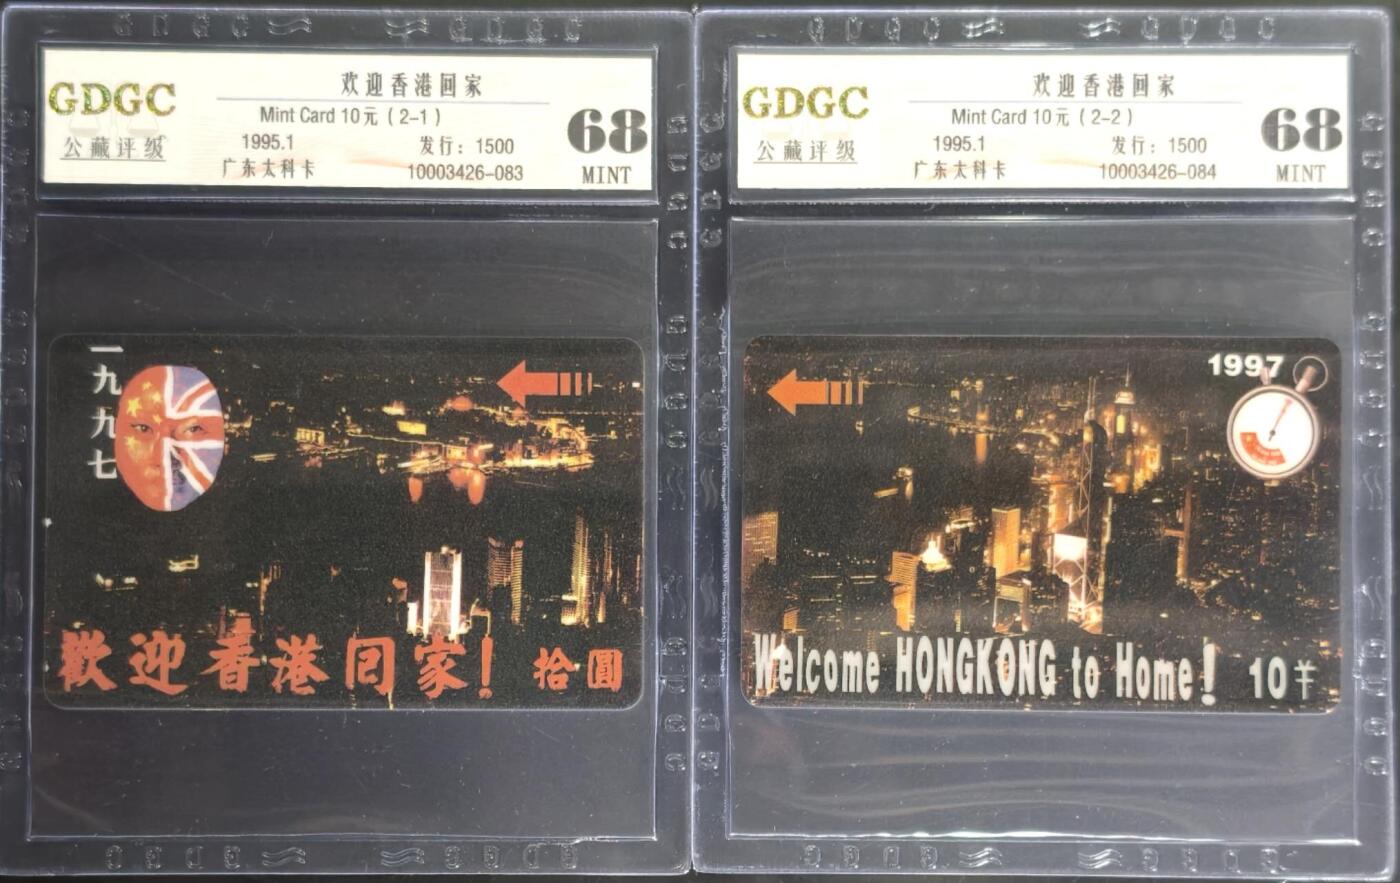 GDGC
公藏评级
欢迎香港回家
Mint Card 10元 (2-1)
1995.1
发行: 1500
广东太科卡
10003426-083
68
MINT
GDGC
公藏评级
欢迎香港回家
Mint Card 10元 (2-2)
1995.1
发行: 1500
广东太科卡
10003426-084
68
MINT
一九九七
歡迎香港回家! 拾圓
1997
Welcome HONGKONG to Home! 10¥